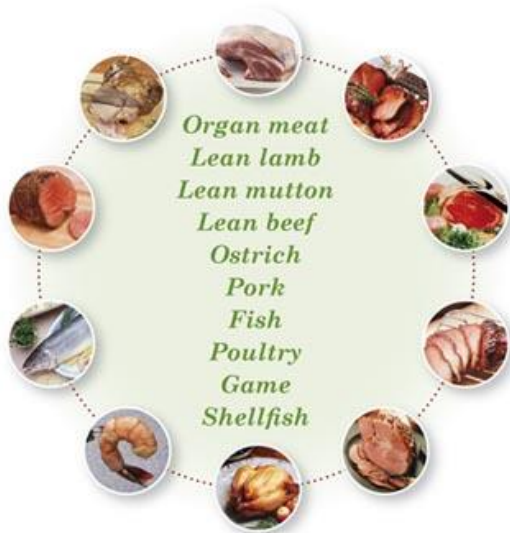 Organ meat
Lean lamb
Lean mutton
Lean beef
Ostrich
Pork
Fish
Poultry
Game
Shellfish